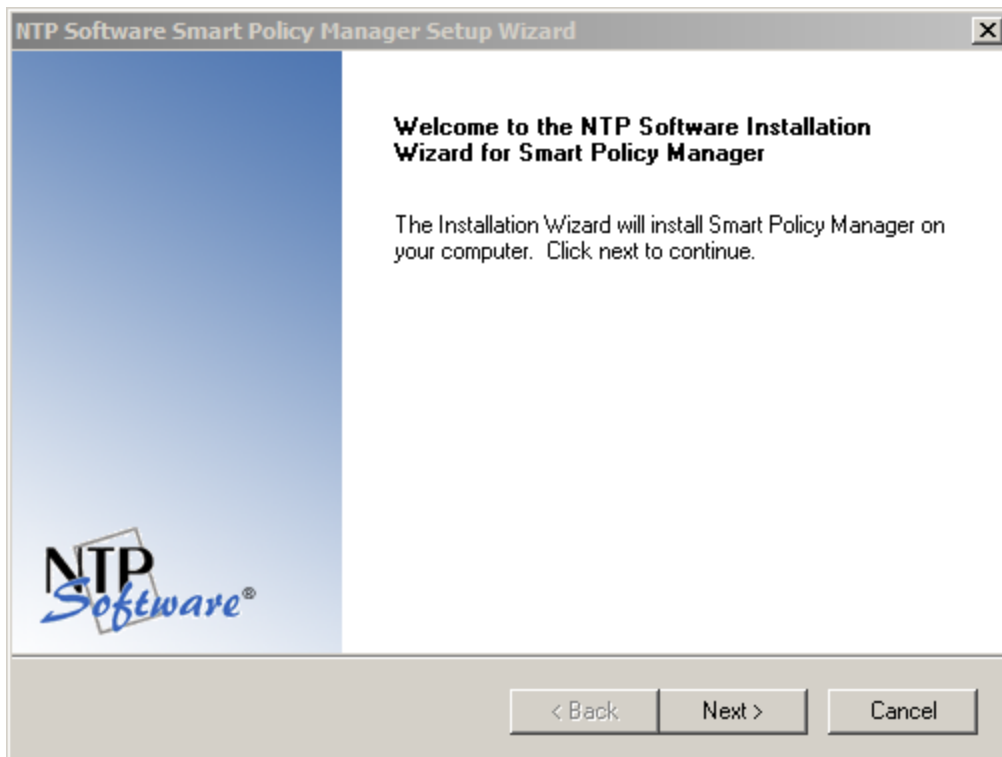 NTP Software Smart Policy Manager Setup Wizard
Welcome to the NTP Software Installation
Wizard for Smart Policy Manager
The Installation Wizard will install Smart Policy Manager on
your computer.  Click next to continue.
NTP
Software®
< Back
Next >
Cancel